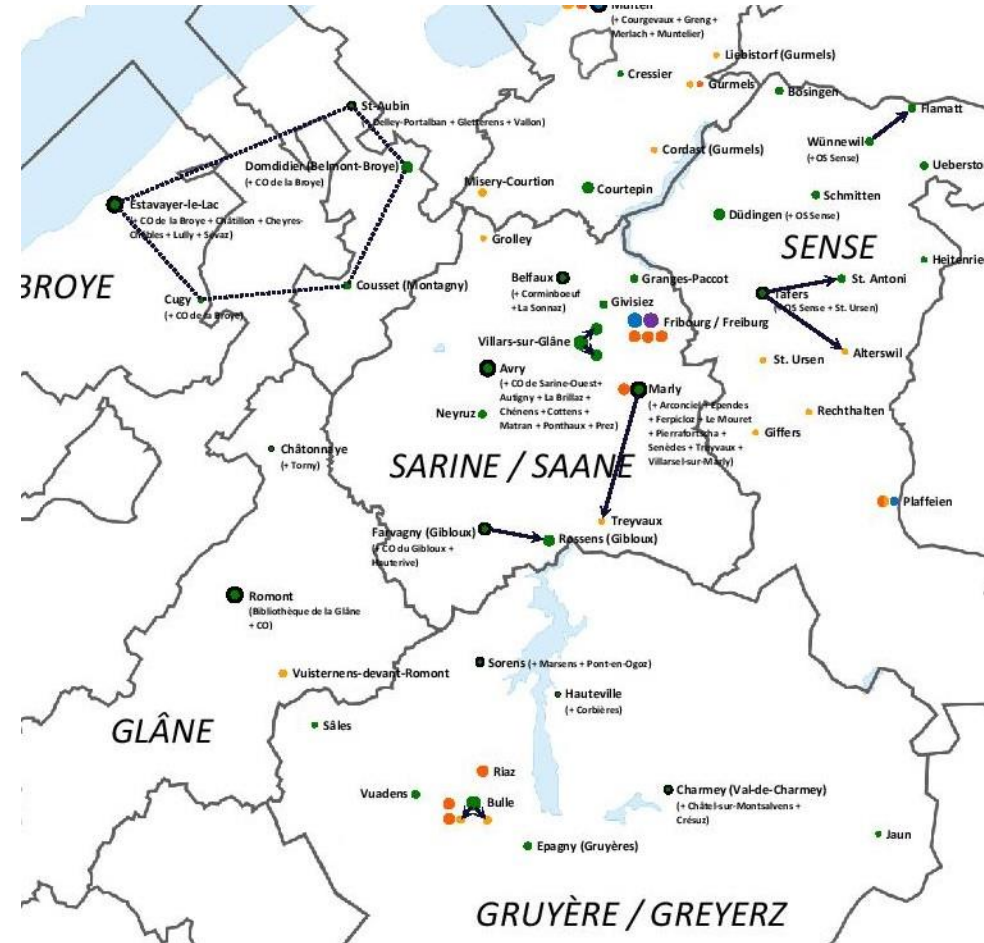 Murten
(+ Courgevaux + Greng +
Merlach + Muntelier)
Liebistorf (Gurmels)
Cressier
Gurmels
Bösingen
St-Aubin
(+ Delley-Portalban + Gletterens + Vallon)
Flamatt
Wünnewil
(+OS Sense)
Cordast (Gurmels)
Domdidier (Belmont-Broye)
(+ CO de la Broye)
Misery-Courtion
Courtepin
Schmitten
Estavayer-le-Lac
(+ CO de la Broye + Châtillon + Cheyres-
Châbles + Lully + Sévaz)
Düdingen (+ OS Sense)
Grolley
SENSE
BROYE
Belfaux
(+ Corminboeuf
+La Sonnaz)
Granges-Paccot
St. Antoni
Cousset (Montagny)
Cugy
(+ CO de la Broye)
Tafers
(+ OS Sense + St. Ursen)
Givisiez
Fribourg / Freiburg
Villars-sur-Glâne
St. Ursen
Alterswil
Avry
(+ CO de Sarine-Ouest+
Autigny + La Brillaz +
Chénens + Cottens +
Matran + Ponthaux + Prez)
Marly
(+ Arconciel + Ependes
+ Ferpicloz + Le Mouret
+ Pierrafortscha +
Senèdes + Treyvaux +
Villarsel-sur-Marly)
Neyruz
Rechthalten
Giffers
Châtonnaye
(+ Torny)
SARINE / SAANE
Plaffeien
Treyvaux
Farvagny (Gibloux)
(+ CO du Gibloux +
Hauterive)
Rossens (Gibloux)
Romont
(Bibliothèque de la Glâne
+ CO)
Sorens (+ Marsens + Pont-en-Ogoz)
Vuisternens-devant-Romont
Hauteville
(+ Corbières)
GLÂNE
Sâles
Riaz
Vuadens
Bulle
Charmey (Val-de-Charmey)
(+ Châtel-sur-Montsalvens +
Crésuz)
Epagny (Gruyères)
Jaun
GRUYÈRE / GREYERZ